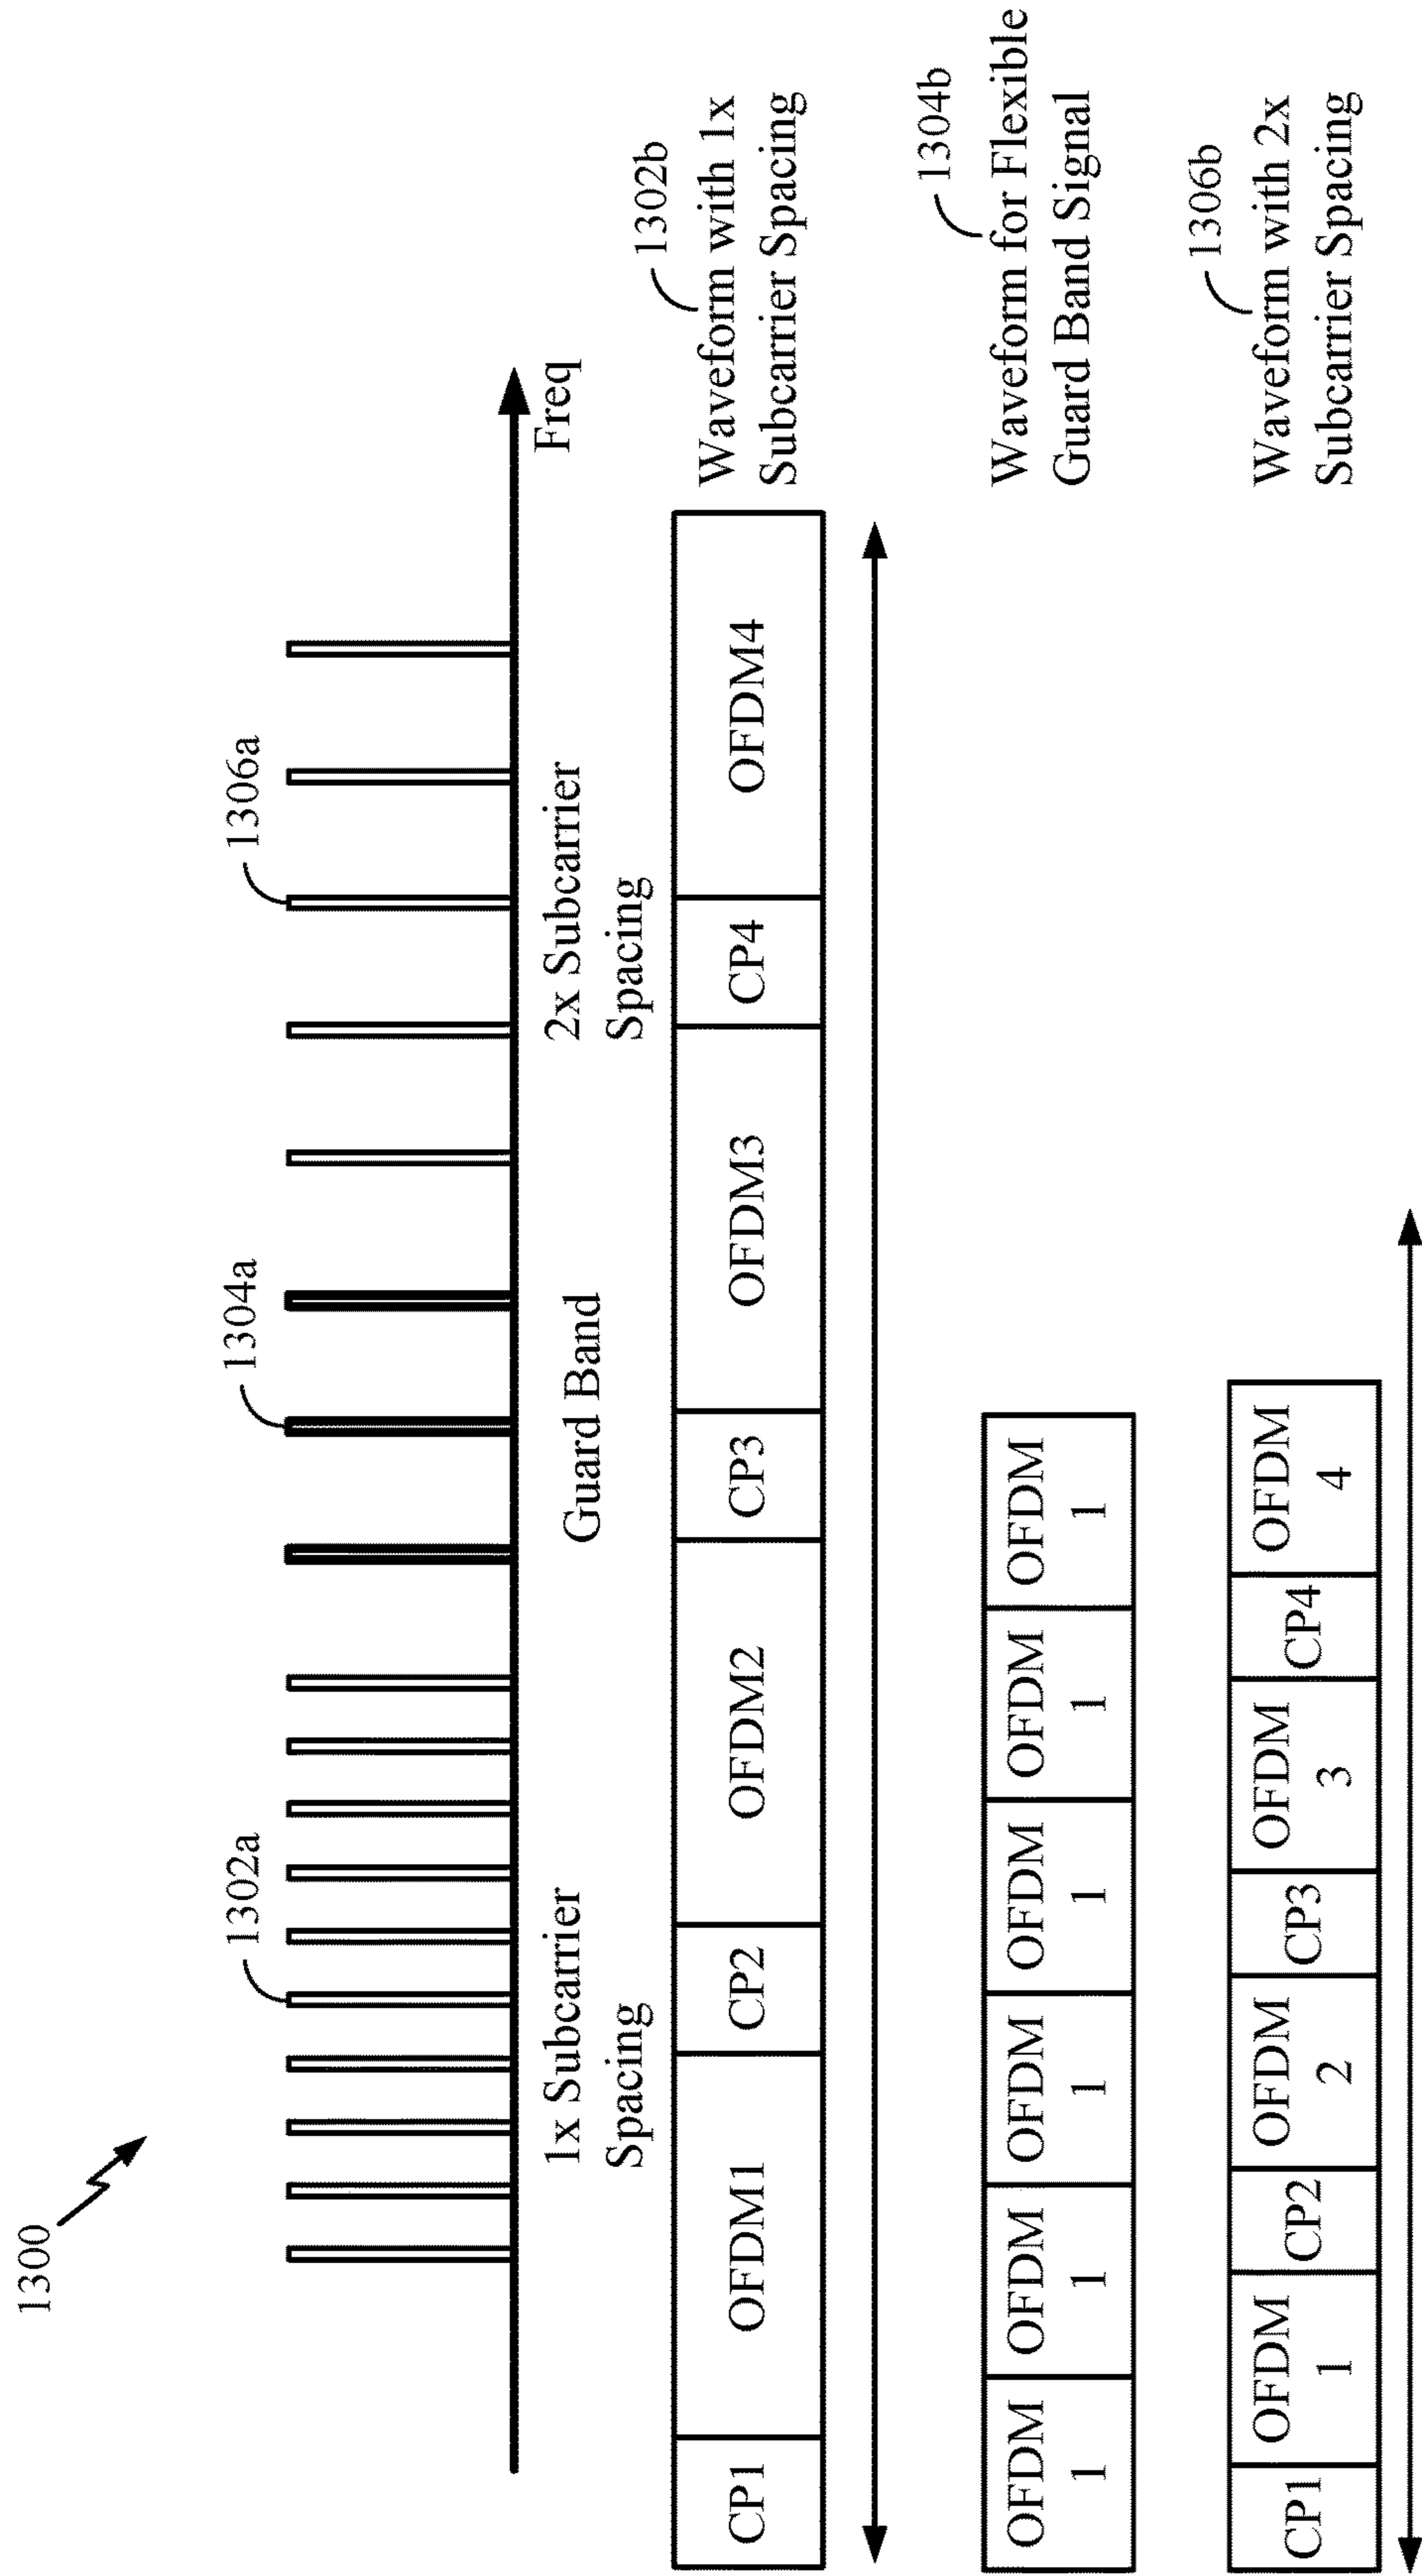 1300
1302a
1304a
1306a
Freq
1x Subcarrier
Spacing
Guard Band
2x Subcarrier
Spacing
CP1 OFDM1 CP2 OFDM2 CP3 OFDM3 CP4 OFDM4
1302b
Waveform with 1x
Subcarrier Spacing
OFDM OFDM OFDM OFDM OFDM OFDM
1 1 1 1 1 1
1304b
Waveform for Flexible
Guard Band Signal
CP1 OFDM CP2 OFDM CP3 OFDM CP4 OFDM
1 2 3 4
1306b
Waveform with 2x
Subcarrier Spacing